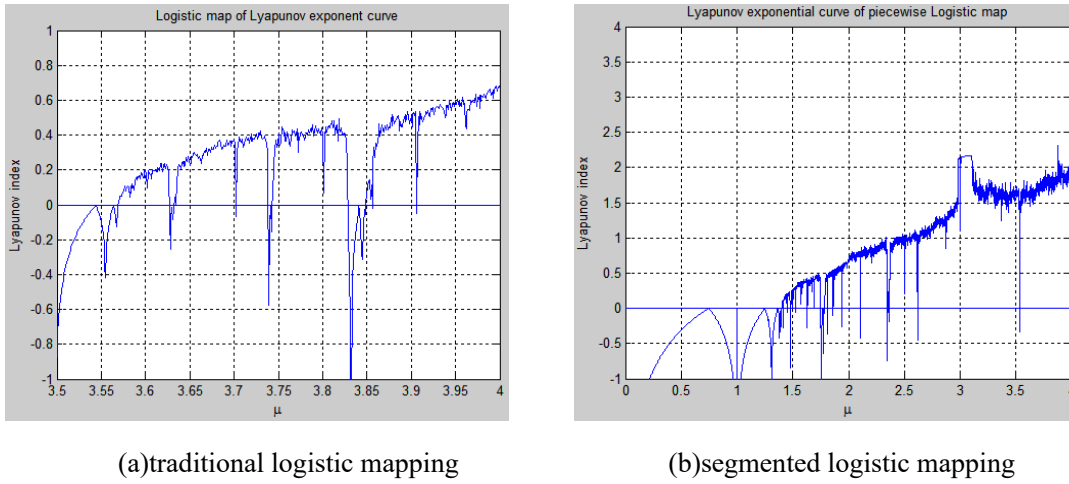 Logistic map of Lyapunov exponent curve
1
0.8
0.6
0.4
0.2
0
-0.2
-0.4
-0.6
-0.8
-1
Lyapunov index
3.5 3.55 3.6 3.65 3.7 3.75 3.8 3.85 3.9 3.95 4
μ
(a)traditional logistic mapping
Lyapunov exponential curve of piecewise Logistic map
4
3.5
3
2.5
2
1.5
1
0.5
0
-0.5
-1
Lyapunov index
0 0.5 1 1.5 2 2.5 3 3.5 4
μ
(b)segmented logistic mapping